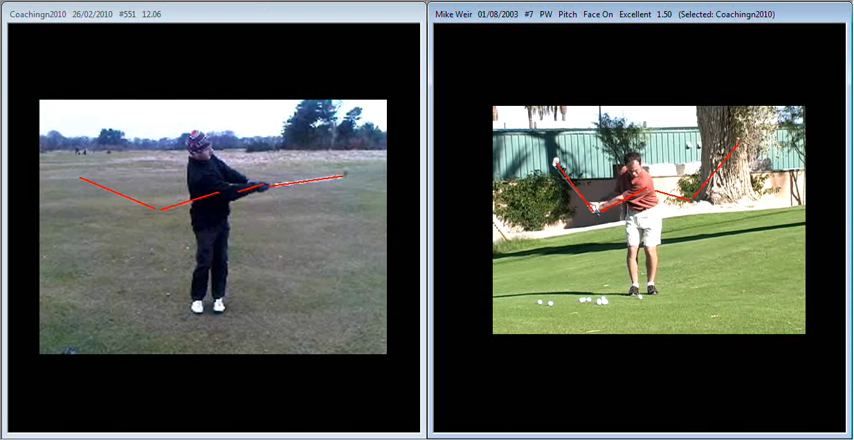 Coachingn2010 26/02/2010 #551 12.06
Mike Weir 01/08/2003 #7 PW Pitch Face On Excellent 1.50 (Selected: Coachingn2010)